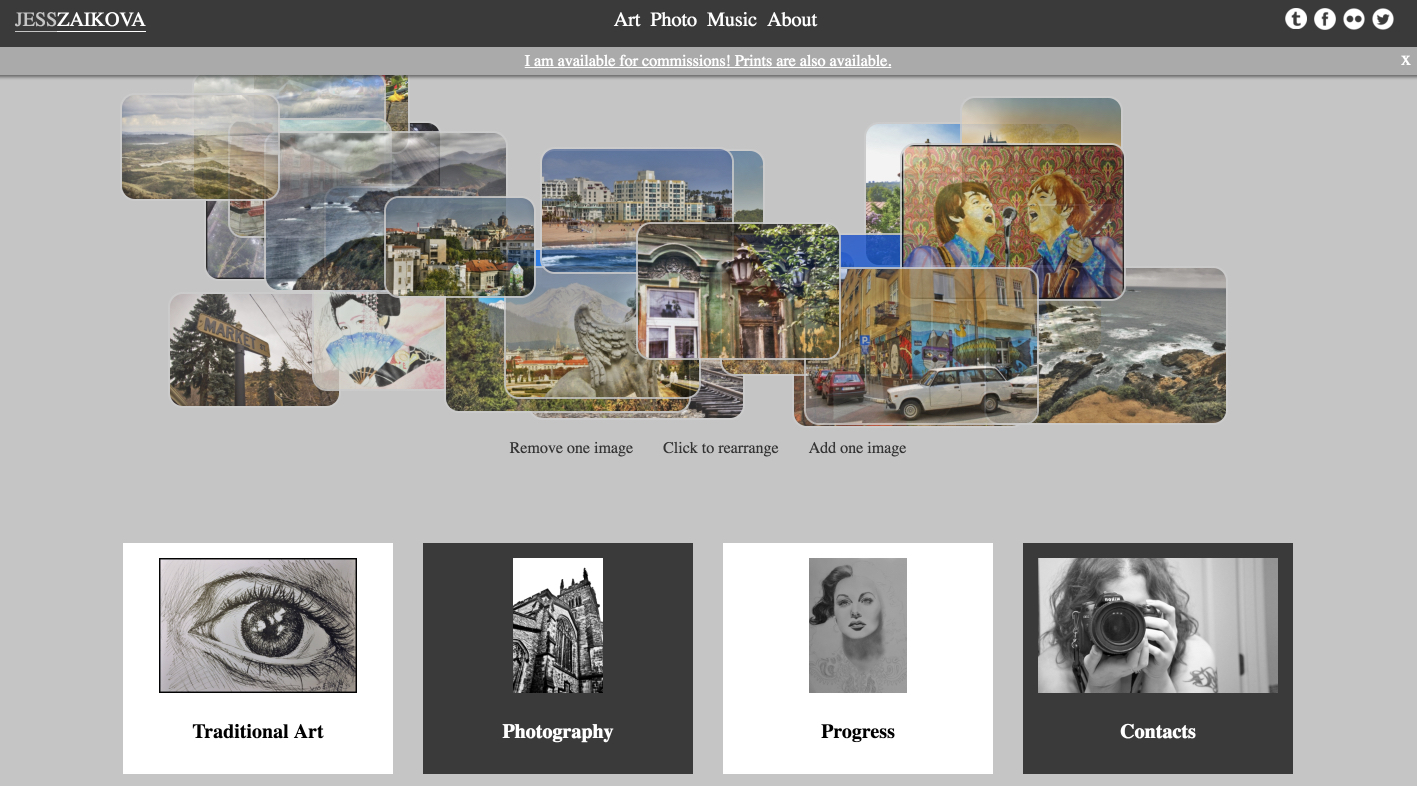 JESSZAIKOVA
Art Photo Music About
I am available for commissions! Prints are also available.
X
MARKET
P
Remove one image Click to rearrange Add one image
Traditional Art
Photography
Progress
Contacts